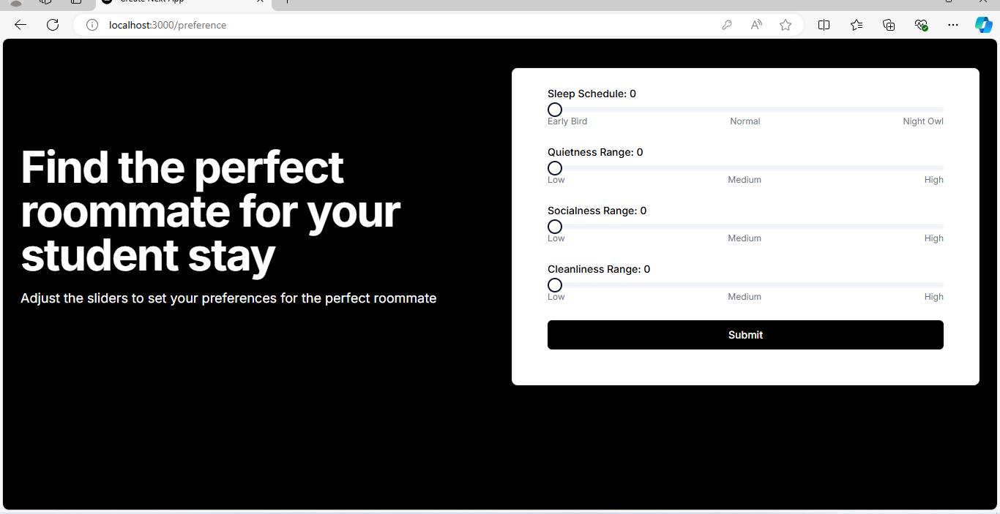 Create Next App
localhost:3000/preference
Find the perfect
roommate for your
student stay
Adjust the sliders to set your preferences for the perfect roommate
Sleep Schedule: 0
Early Bird Normal Night Owl
Quietness Range: 0
Low Medium High
Socialness Range: 0
Low Medium High
Cleanliness Range: 0
Low Medium High
Submit